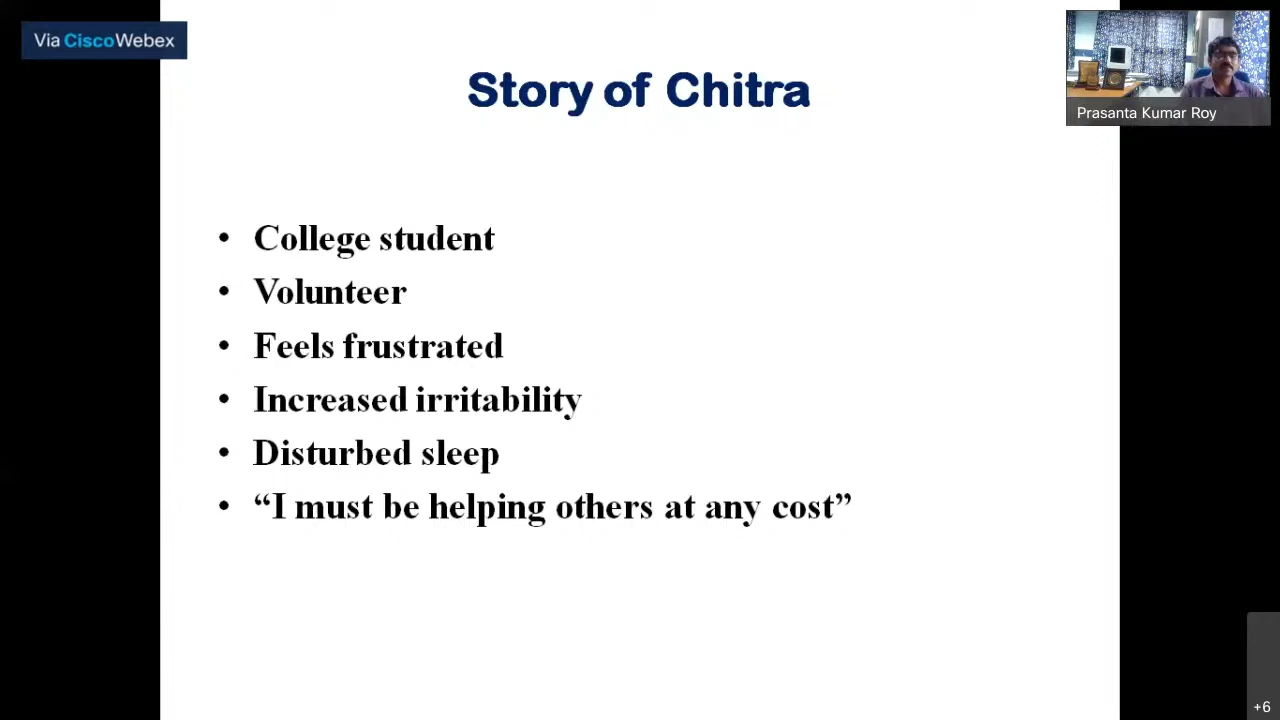 Via CiscoWebex
Story of Chitra
Prasanta Kumar Roy
• College student
• Volunteer
• Feels frustrated
• Increased irritability
• Disturbed sleep
• “I must be helping others at any cost”
+6